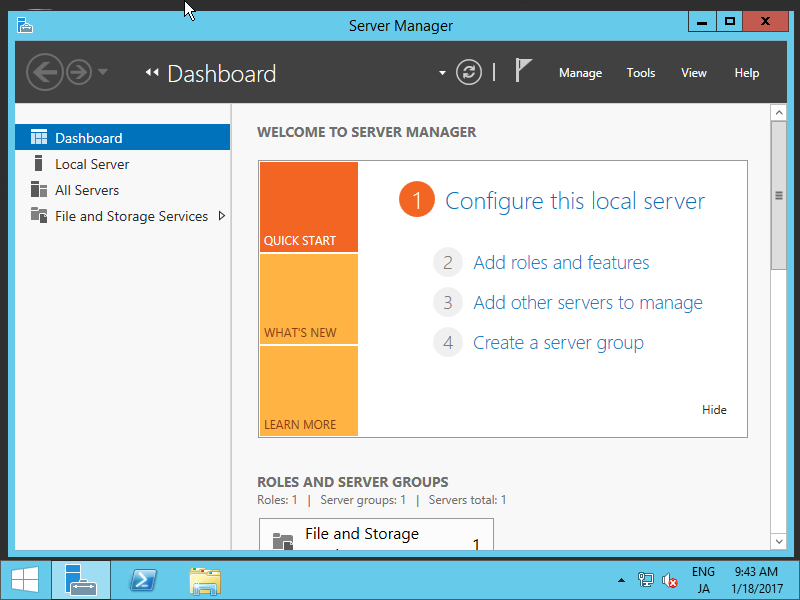 Server Manager
Dashboard
Manage
Tools
View
Help
Dashboard
Local Server
All Servers
File and Storage Services
WELCOME TO SERVER MANAGER
QUICK START
WHAT'S NEW
LEARN MORE
1 Configure this local server
2 Add roles and features
3 Add other servers to manage
4 Create a server group
Hide
ROLES AND SERVER GROUPS
Roles: 1 | Server groups: 1 | Servers total: 1
File and Storage
1
ENG
JA
9:43 AM
1/18/2017